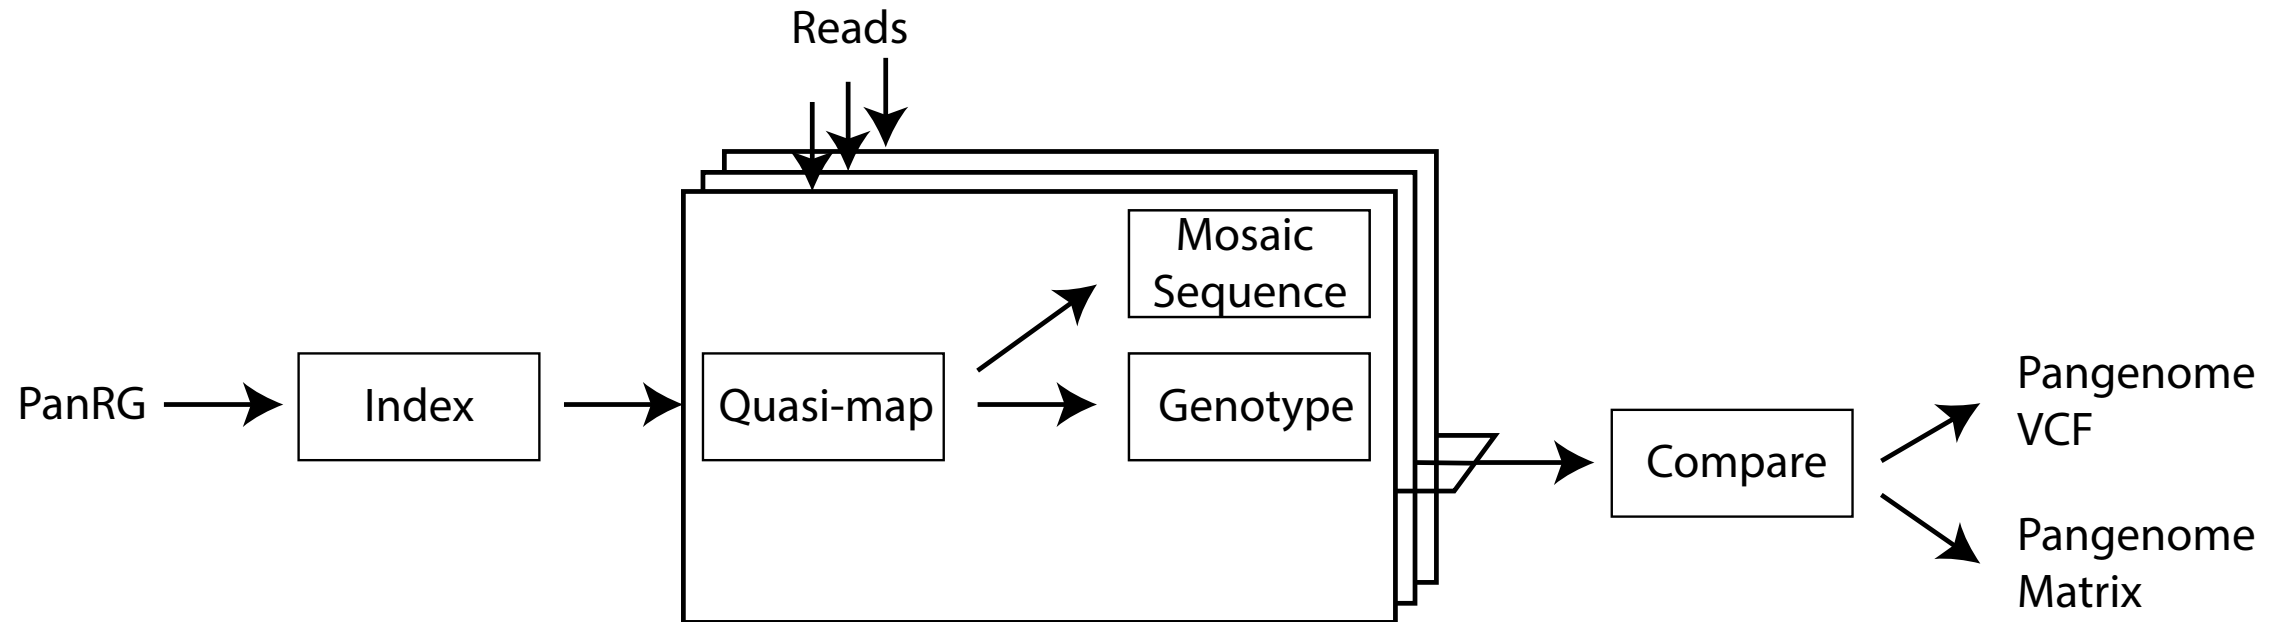 Reads
Mosaic
Sequence
PanRG
Index
Quasi-map
Genotype
Compare
Pangenome
VCF
Pangenome
Matrix